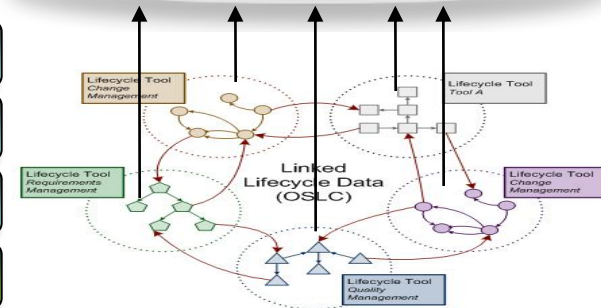 Lifecycle Tool
Change
Management
Lifecycle Tool
Tool A
Linked
Lifecycle Data
(OSLC)
Lifecycle Tool
Requirements
Management
Lifecycle Tool
Change
Management
Lifecycle Tool
Quality
Management